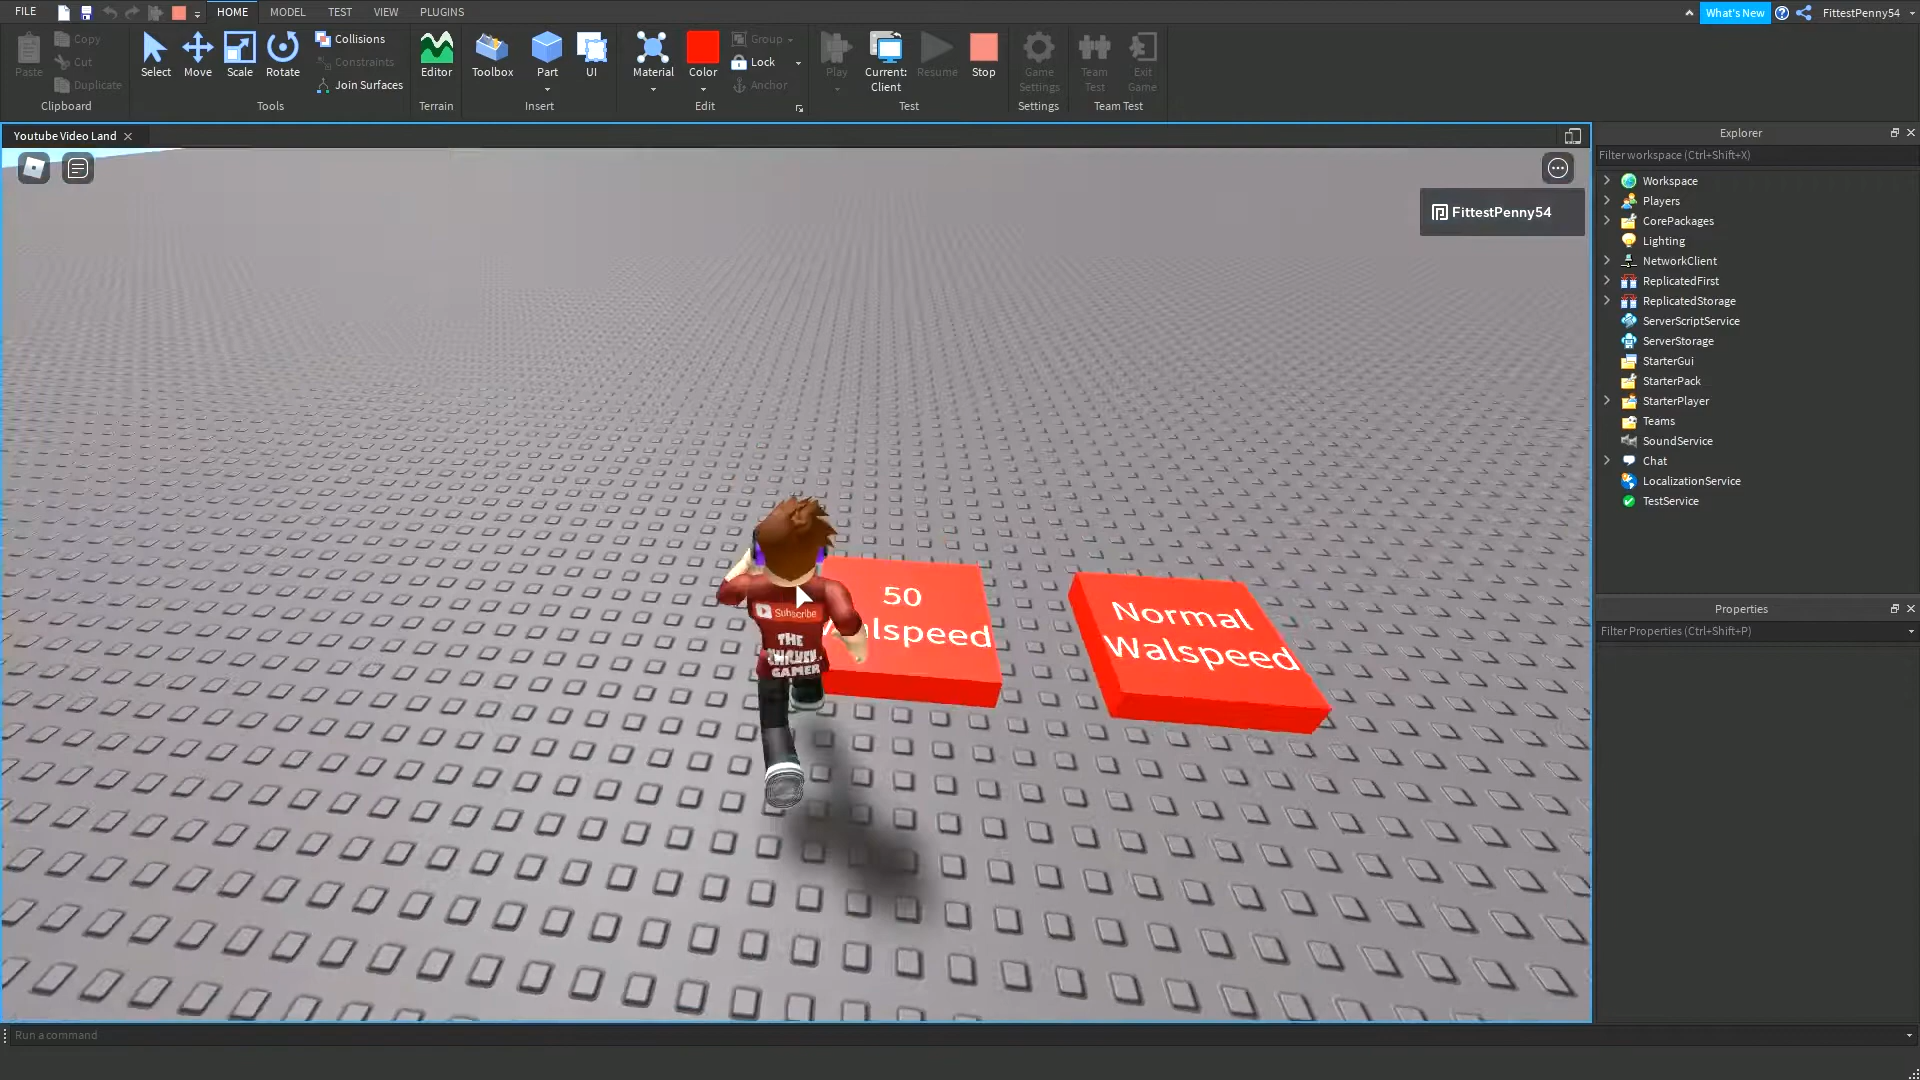 FILE
HOME
MODEL
TEST
VIEW
PLUGINS
What's New
FittestPenny54
Paste
Copy
Cut
Duplicate
Clipboard
Select
Move
Scale
Rotate
Collisions
Constraints
Join Surfaces
Tools
Editor
Terrain
Toolbox
Part
UI
Insert
Material
Color
Group
Lock
Anchor
Edit
Play
Current:
Client
Resume
Stop
Test
Game
Settings
Settings
Team
Test
Exit
Game
Team Test
Youtube Video Land
FittestPenny54
50
Normal
Walspeed
Subscribe
THE
CHICKEN
GAMER
Explorer
Filter workspace (Ctrl+Shift+X)
Workspace
Players
CorePackages
Lighting
NetworkClient
ReplicatedFirst
ReplicatedStorage
ServerScriptService
ServerStorage
StarterGui
StarterPack
StarterPlayer
Teams
SoundService
Chat
LocalizationService
TestService
Properties
Filter Properties (Ctrl+Shift+P)
Run a command